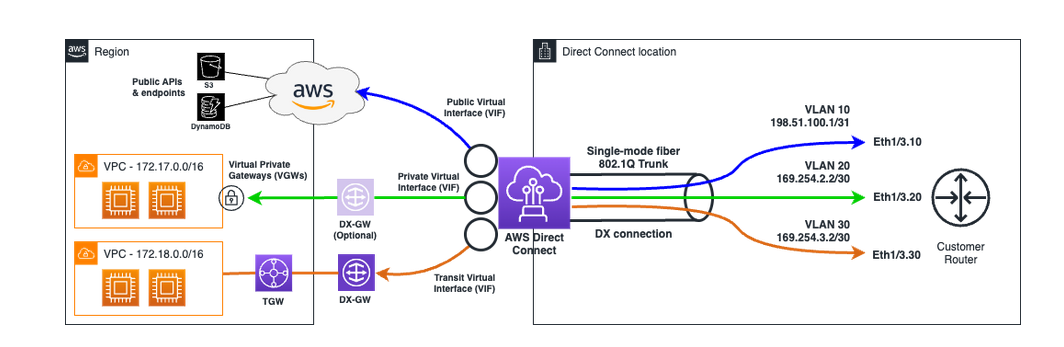 aws
Region
Public APIs
& endpoints
S3
DynamoDB
aws
VPC - 172.17.0.0/16
Virtual Private
Gateways (VGWs)
VPC - 172.18.0.0/16
TGW
DX-GW
(Optional)
DX-GW
Public Virtual
Interface (VIF)
Private Virtual
Interface (VIF)
Transit Virtual
Interface (VIF)
AWS Direct
Connect
Direct Connect location
Single-mode fiber
802.1Q Trunk
DX connection
VLAN 10
198.51.100.1/31
Eth1/3.10
VLAN 20
169.254.2.2/30
Eth1/3.20
VLAN 30
169.254.3.2/30
Eth1/3.30
Customer
Router